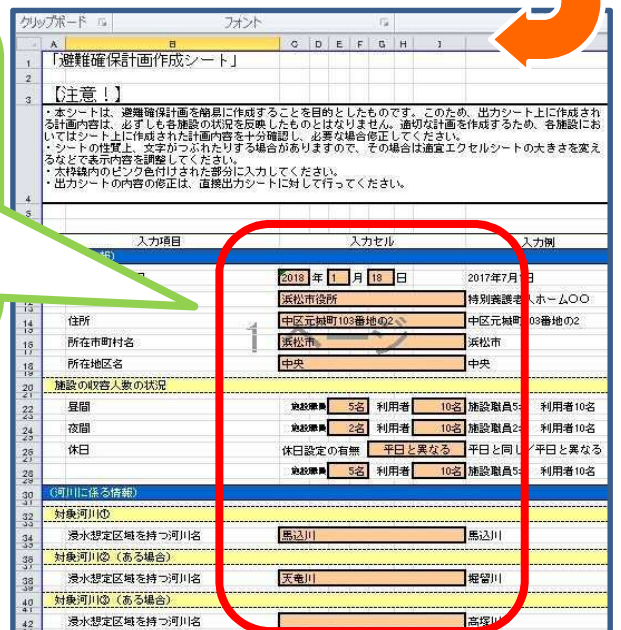 クリップボード フォント
A B C D E F G H I
1 「避難確保計画作成シート」
2
3 【注意！】
・本シートは、避難確保計画を簡易に作成することを目的としたものです。このため、出力シート上に作成され
る計画内容は、必ずしも各施設の状況を反映したものとはなりません。適切な計画を作成するため、各施設にお
いてはシート上に作成された計画内容を十分確認し、必要な場合修正してください。
・シートの性質上、文字がつぶれたりする場合がありますので、その場合は適宜エクセルシートの大きさを変え
るなどで表示内容を調整してください。
・太枠線内のピンク色付けされた部分に入力してください。
4 ・出力シートの内容の修正は、直接出力シートに対して行ってください。
5
入力項目 入力セル 入力例
2018 年 1 月 18 日 2017年7月1日
浜松市役所 特別養護老人ホーム〇〇
14 住所 中区元城町103番地の2 中区元城町103番地の2
16 所在市町村名 浜松市 浜松市
18 所在地区名 中央 中央
1 ページ
20 施設の収容人数の状況
22 昼間 施設職員 5名 利用者 10名 施設職員5名 利用者10名
24 夜間 施設職員 2名 利用者 10名 施設職員2名 利用者10名
26 休日 休日設定の有無 平日と異なる 平日と同じ／平日と異なる
28 施設職員 5名 利用者 10名 施設職員5名 利用者10名
30 (河川に係る情報)
32 対象河川①
34 浸水想定区域を持つ河川名 馬込川 馬込川
36 対象河川②（ある場合）
38 浸水想定区域を持つ河川名 天竜川 堀留川
40 対象河川③（ある場合）
42 浸水想定区域を持つ河川名 高塚川